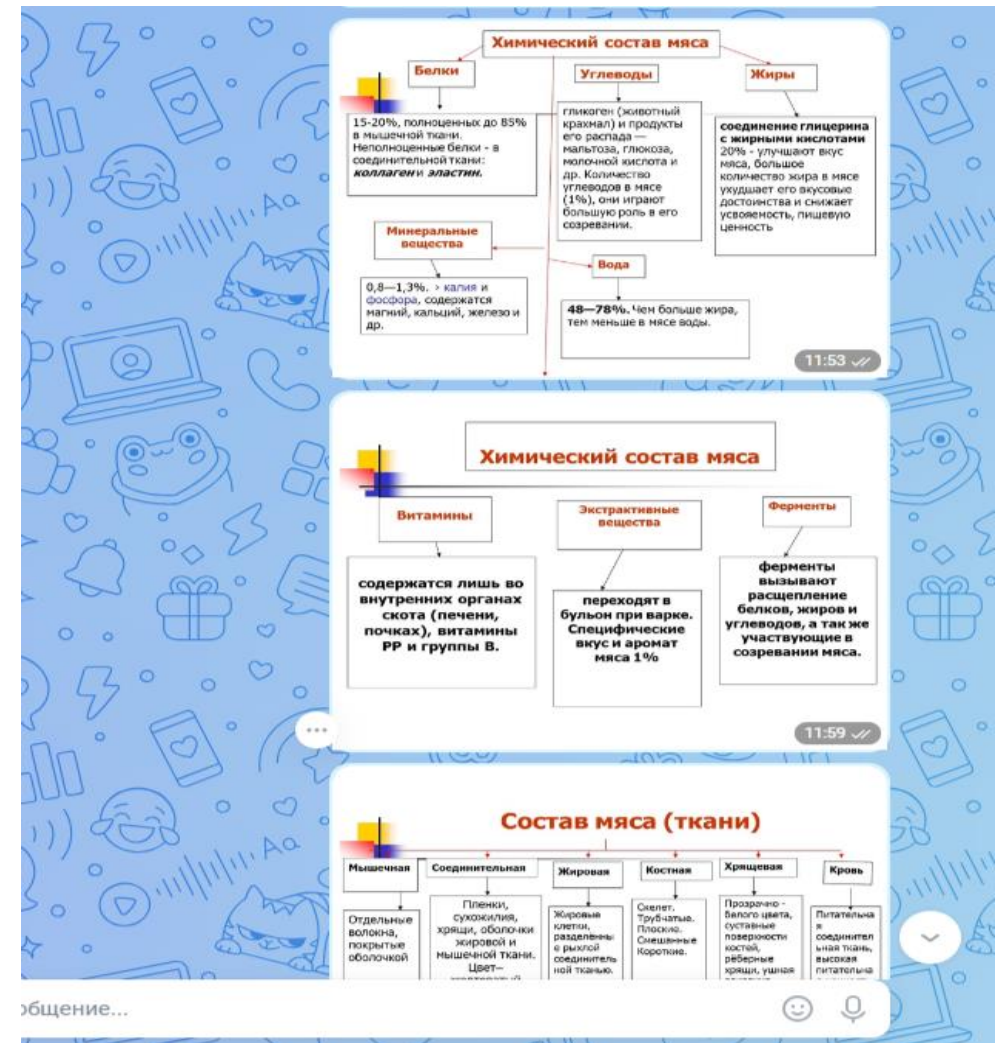 Химический состав мяса
Белки
Углеводы
Жиры
15-20%, полноценных до 85%
в мышечной ткани.
Неполноценные белки - в
соединительной ткани:
коллаген и эластин.
гликоген (животный
крахмал) и продукты
его распада —
мальтоза, глюкоза,
молочной кислота и
др. Количество
углеводов в мясе
(1%), они играют
большую роль в его
созревании.
соединение глицерина
с жирными кислотами
20% - улучшают вкус
мяса, большое
количество жира в мясе
ухудшает его вкусовые
достоинства и снижает
усвояемость, пищевую
ценность
Минеральные
вещества
Вода
0,8—1,3%. > калия и
фосфора, содержатся
магний, кальций, железо и
др.
48—78%. Чем больше жира,
тем меньше в мясе воды.
11:53
Химический состав мяса
Витамины
Экстрактивные
вещества
Ферменты
содержатся лишь во
внутренних органах
скота (печени,
почках), витамины
РР и группы В.
переходят в
бульон при варке.
Специфические
вкус и аромат
мяса 1%
ферменты
вызывают
расщепление
белков, жиров и
углеводов, а так же
участвующие в
созревании мяса.
11:59
Состав мяса (ткани)
Мышечная
Соединительная
Жировая
Костная
Хрящевая
Кровь
Отдельные
волокна,
покрытые
оболочкой
Пленки,
сухожилия,
хрящи, оболочки
жировой и
мышечной ткани.
Цвет—
Жировые
клетки,
разделённы
е рыхлой
соединитель
ной тканью.
Скелет.
Трубчатые.
Плоские.
Смешанные
Короткие.
Прозрачно -
белого цвета,
суставные
поверхности
костей,
рёберные
хрящи, ушная
Питательна
я
соединител
ьная ткань,
высокая
питательна
общение...
Aa
Aa
Aa